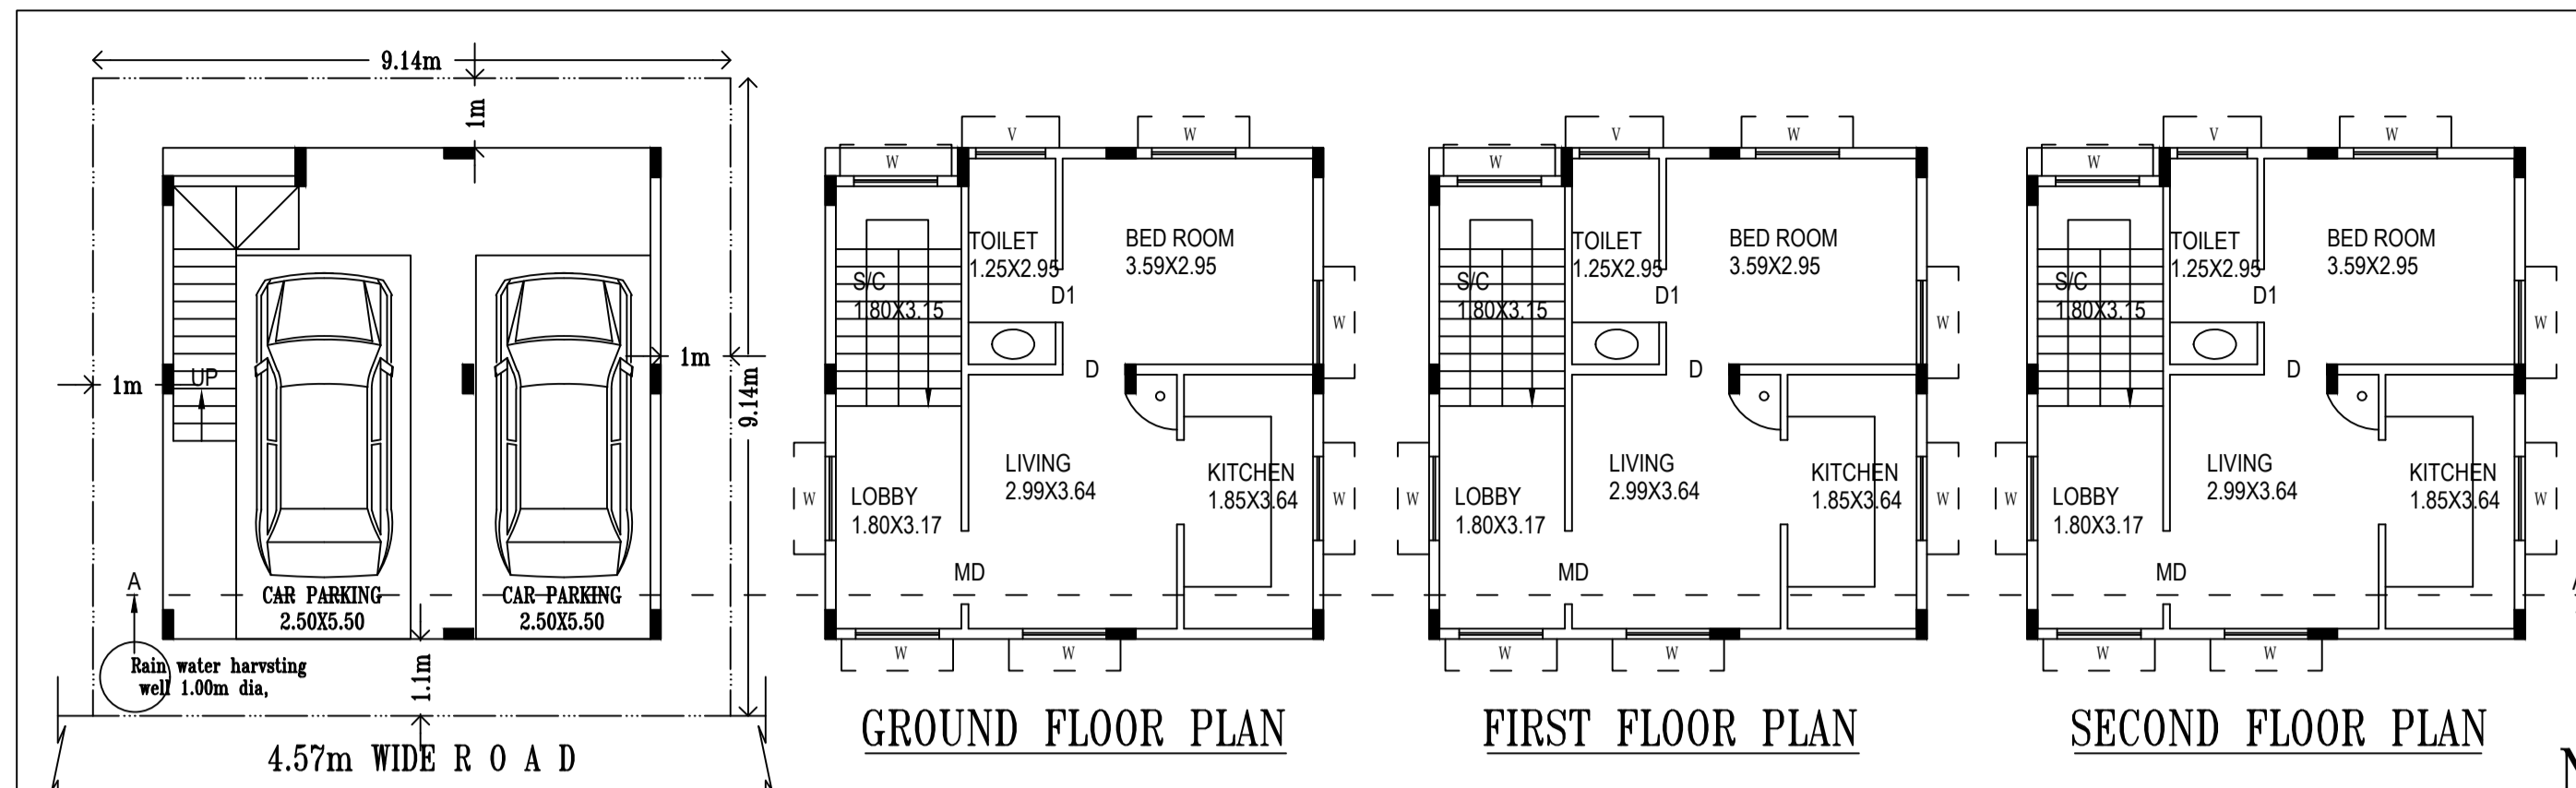 9.14m
1m
1m
UP
1m
9.14m
A
CAR PARKING
2.50X5.50
CAR PARKING
2.50X5.50
Rain water harvsting
well 1.00m dia,
1.1m
4.57m WIDE R O A D
V
W
W
TOILET
1.25X2.95
BED ROOM
3.59X2.95
S/C
1.80X3.15
D1
W
D
LIVING
2.99X3.64
KITCHEN
1.85X3.64
W
LOBBY
1.80X3.17
W
MD
W
W
GROUND FLOOR PLAN
V
W
W
TOILET
1.25X2.95
BED ROOM
3.59X2.95
S/C
1.80X3.15
D1
W
D
LIVING
2.99X3.64
KITCHEN
1.85X3.64
W
LOBBY
1.80X3.17
W
MD
W
W
FIRST FLOOR PLAN
V
W
W
TOILET
1.25X2.95
BED ROOM
3.59X2.95
S/C
1.80X3.15
D1
W
D
LIVING
2.99X3.64
KITCHEN
1.85X3.64
W
LOBBY
1.80X3.17
W
MD
W
W
SECOND FLOOR PLAN